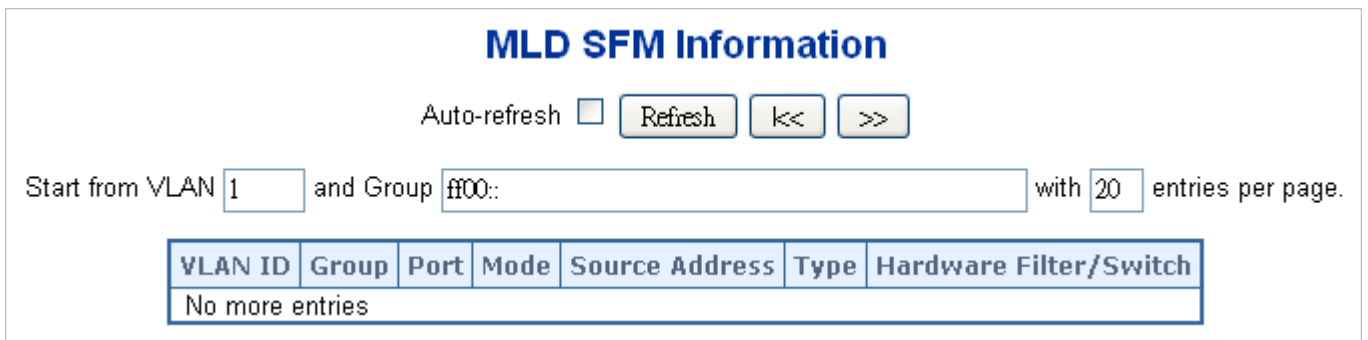 MLD SFM Information
Auto-refresh Refresh |<< >>
Start from VLAN 1 and Group ff00:: with 20 entries per page.
VLAN ID Group Port Mode Source Address Type Hardware Filter/Switch
No more entries